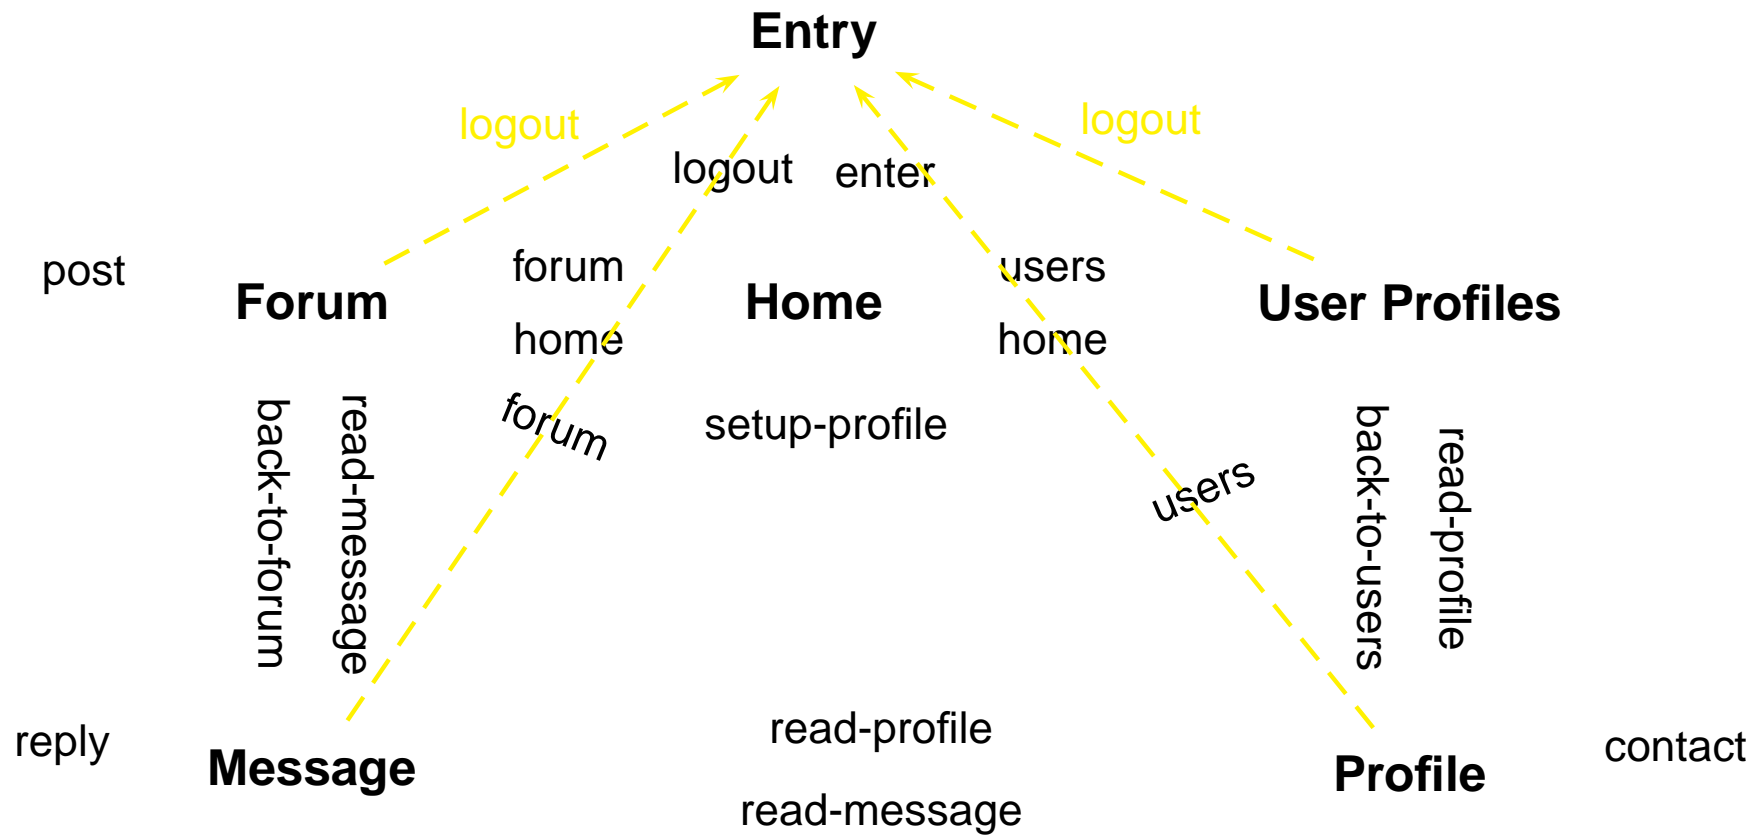 Entry
logout
logout
logout
enter
post
forum
users
Forum
Home
User Profiles
home
home
forum
setup-profile
users
back-to-forum
read-message
back-to-users
read-profile
reply
read-profile
contact
Message
Profile
read-message